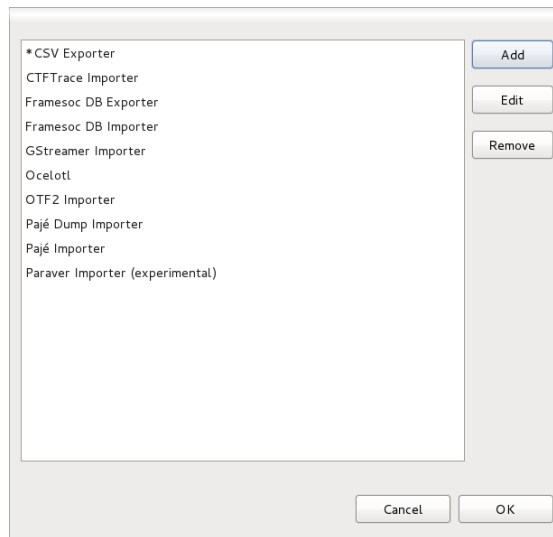 *CSV Exporter
CTFTrace Importer
Framesoc DB Exporter
Framesoc DB Importer
GStreamer Importer
Ocelotl
OTF2 Importer
Pajé Dump Importer
Pajé Importer
Paraver Importer (experimental)
Add
Edit
Remove
Cancel
OK